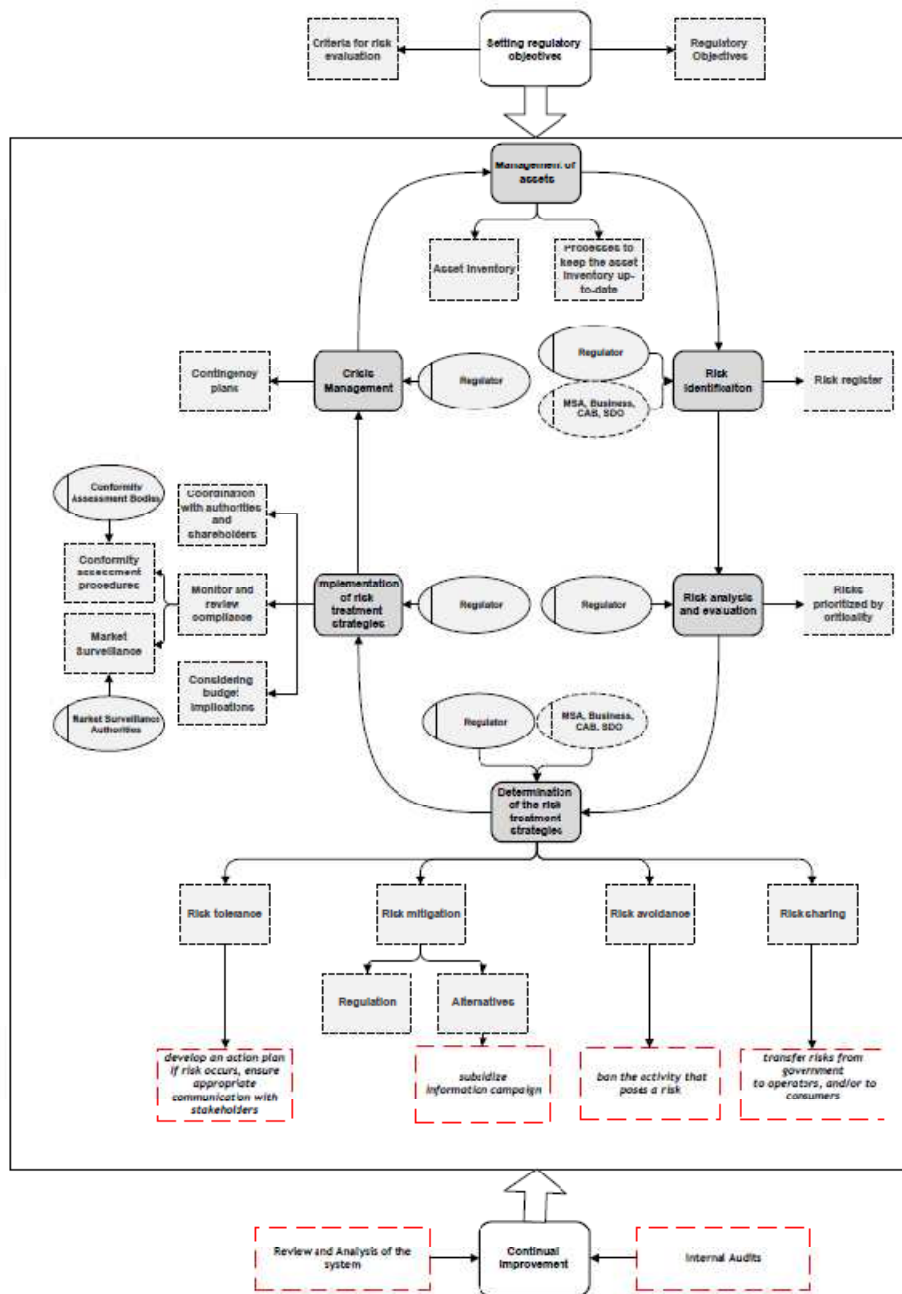 Criteria for risk
evaluation
Setting regulatory
objectives
Regulatory
Objectives
Management of
assets
Asset Inventory
Processes to
keep the asset
inventory up-
to-date
Contingency
plans
Crisis
Management
Regulator
Regulator
MSA, Business,
CAB, SDO
Risk
Identifikaiton
Risk register
Conformity
Assessment Bodies
Coordination
with authorities
and
shareholders
Conformity
assessment
procedures
Monitor and
review
compliance
Implementation
of risk
treatment
strategies
Regulator
Regulator
Risk analysis
and evaluation
Risks
prioritized by
criticality
Market
Surveillance
Considering
budget
implications
Market Surveillance
Authorities
Regulator
MSA, Business,
CAB, SDO
Determination
of the risk
treatment
strategies
Risk tolerance
Risk mitigation
Risk avoidance
Risk sharing
Regulation
Alternatives
develop an action plan
if risk occurs, ensure
appropriate
communication with
stakeholders
subsidize
information campaign
ban the activity that
poses a risk
transfer risks from
government
to operators, and/or to
consumers
Review and Analysis of the
system
Continual
Improvement
Internal Audits